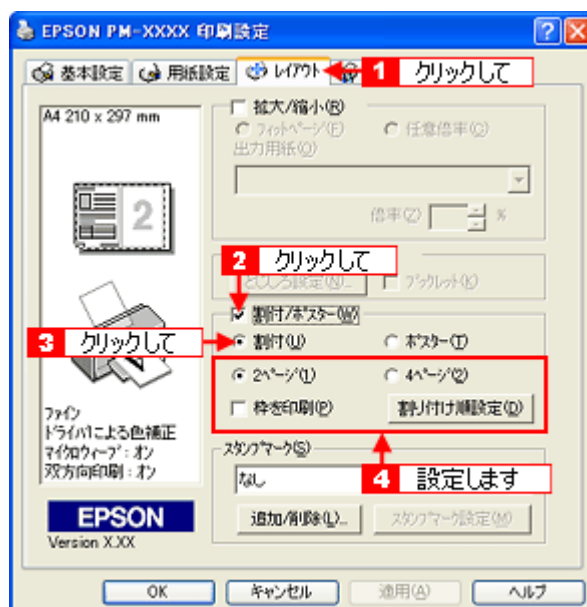 EPSON PM-XXXX 印刷設定
基本設定 用紙設定 レイアウト 1 クリックして
A4 210 x 297 mm
2
拡大/縮小(R)
フィットページ(F) 任意倍率(C)
出力用紙(O)
倍率(Z) %
2 クリックして
ブックレット(K)
割付/ポスター(W)
3 クリックして
割付(U) ポスター(T)
2ページ(1) 4ページ(2)
枠を印刷(P) 割り付け順設定(D)
4 設定します
ファイン
ドライバによる色補正
マイクロウィーブ:オン
双方向印刷:オン
スタンプマーク(S)
なし
追加/削除(L)... スタンプマーク設定(M)
EPSON
Version X.XX
OK キャンセル 適用(A) ヘルプ